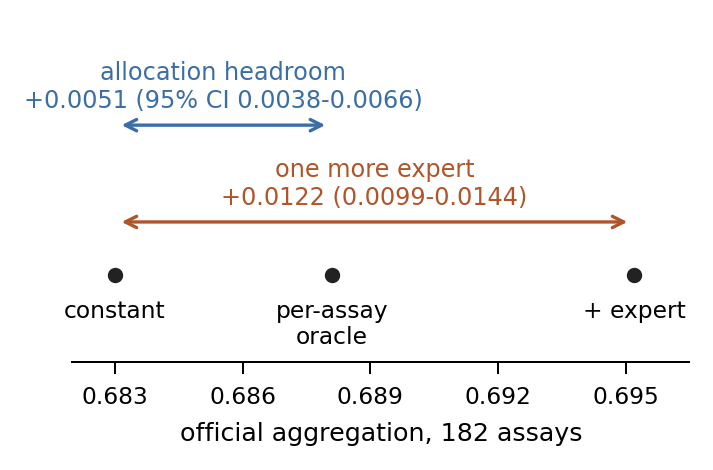 allocation headroom
+0.0051 (95% CI 0.0038-0.0066)
one more expert
+0.0122 (0.0099-0.0144)
constant
per-assay
oracle
+ expert
0.683
0.686
0.689
0.692
0.695
official aggregation, 182 assays